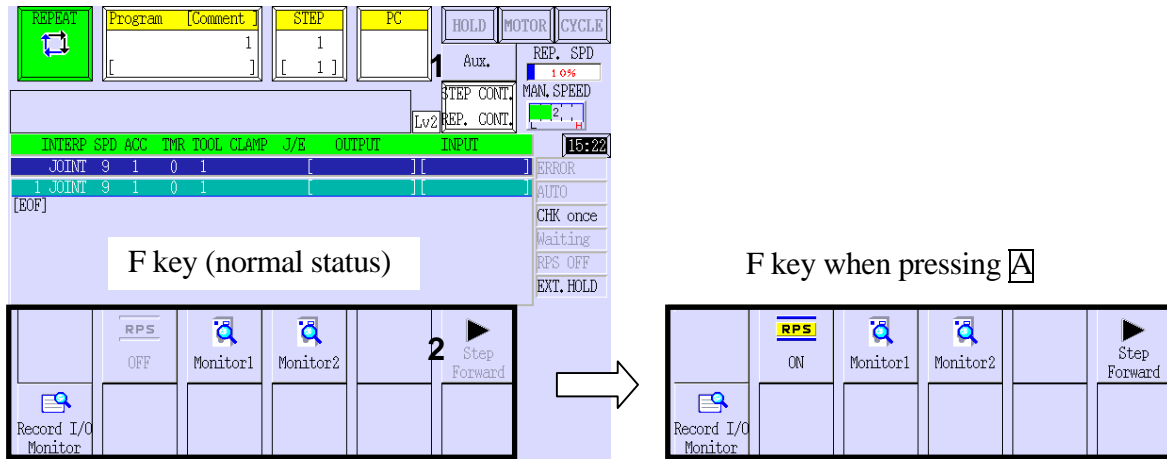 REPEAT Program [Comment ] STEP PC HOLD MOTOR CYCLE
1 1
[ ] [ 1 ]
1 Aux. REP. SPD
10%
STEP CONT. MAN.SPEED
2
Lv2 REP. CONT. L H
INTERP SPD ACC TMR TOOL CLAMP J/E OUTPUT INPUT 15:22
JOINT 9 1 0 1 [ ][ ] ERROR
1 JOINT 9 1 0 1 [ ][ ] AUTO
[EOF]
CHK once
Waiting
RPS OFF
EXT.HOLD
F key (normal status)
F key when pressing A
RPS
OFF Monitor1 Monitor2 2 Step
Forward
Record I/O
Monitor
RPS
ON Monitor1 Monitor2 Step
Forward
Record I/O
Monitor